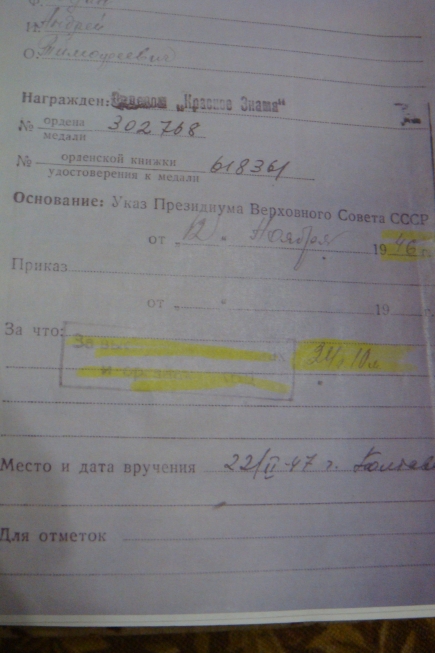 И. Андрей
О. Тимофеевич
Награжден: Орденом „Красное Знамя“
№ ордена 302768
медали
№ орденской книжки 618361
удостоверения к медали
Основание: Указ Президиума Верховного Совета СССР
от „12“ Ноября 1946 г.
Приказ
от „ “ 19 г.
За что: За
24 г 10 м
и
Место и дата вручения 22/II-47 г.
Для отметок